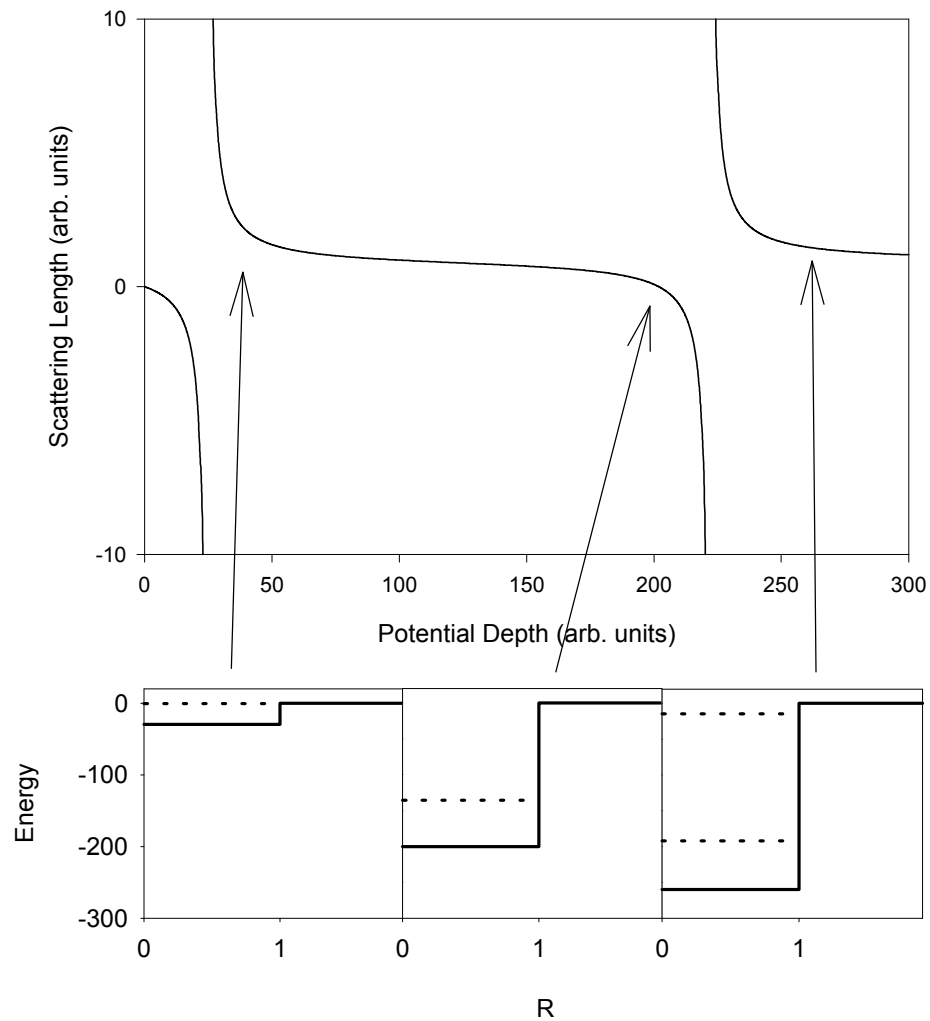 10
Scattering Length (arb. units)
0
-10
0 50 100 150 200 250 300
Potential Depth (arb. units)
0
-100
Energy
-200
-300
0 1 0 1 0 1
R